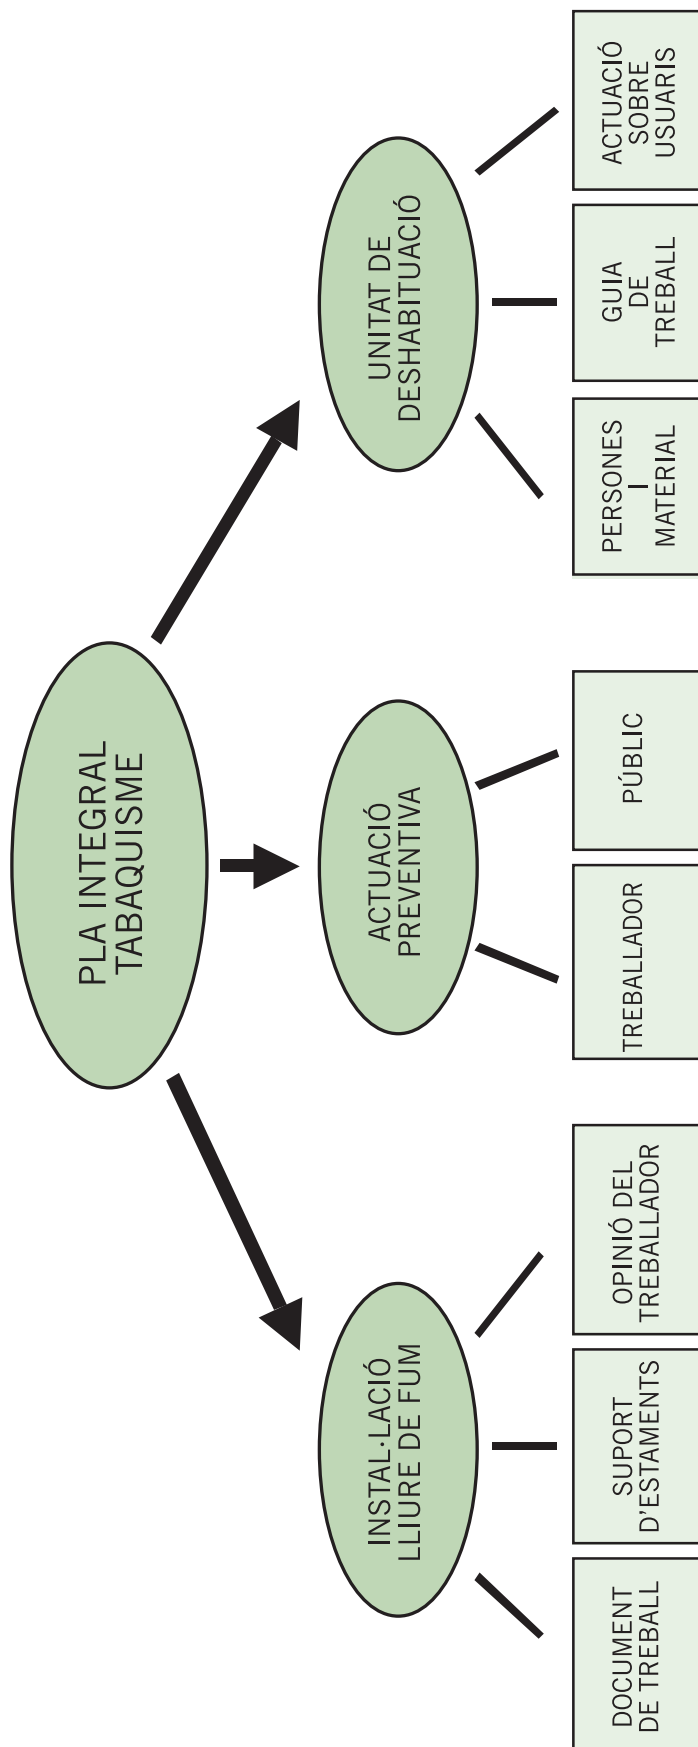 PLA INTEGRAL
TABAQUISME
INSTAL·LACIÓ
LLIURE DE FUM
ACTUACIÓ
PREVENTIVA
UNITAT DE
DESHABITUACIÓ
DOCUMENT
DE TREBALL
SUPORT
D'ESTAMENTS
OPINIÓ DEL
TREBALLADOR
TREBALLADOR
PÚBLIC
PERSONES
I
MATERIAL
GUIA
DE
TREBALL
ACTUACIÓ
SOBRE
USUARIS